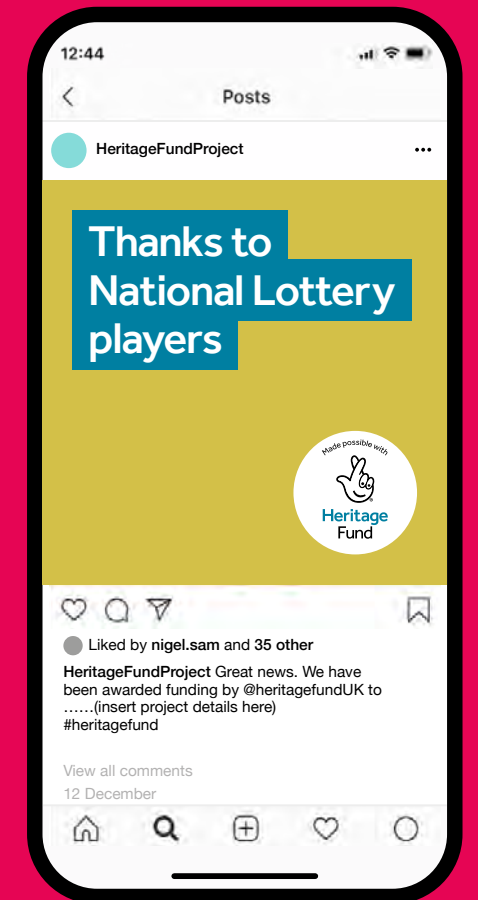 12:44
Posts
HeritageFundProject
Thanks to
National Lottery
players
Made possible with
Heritage
Fund
Liked by nigel.sam and 35 other
HeritageFundProject Great news. We have
been awarded funding by @heritagefundUK to
……(insert project details here)
#heritagefund
View all comments
12 December